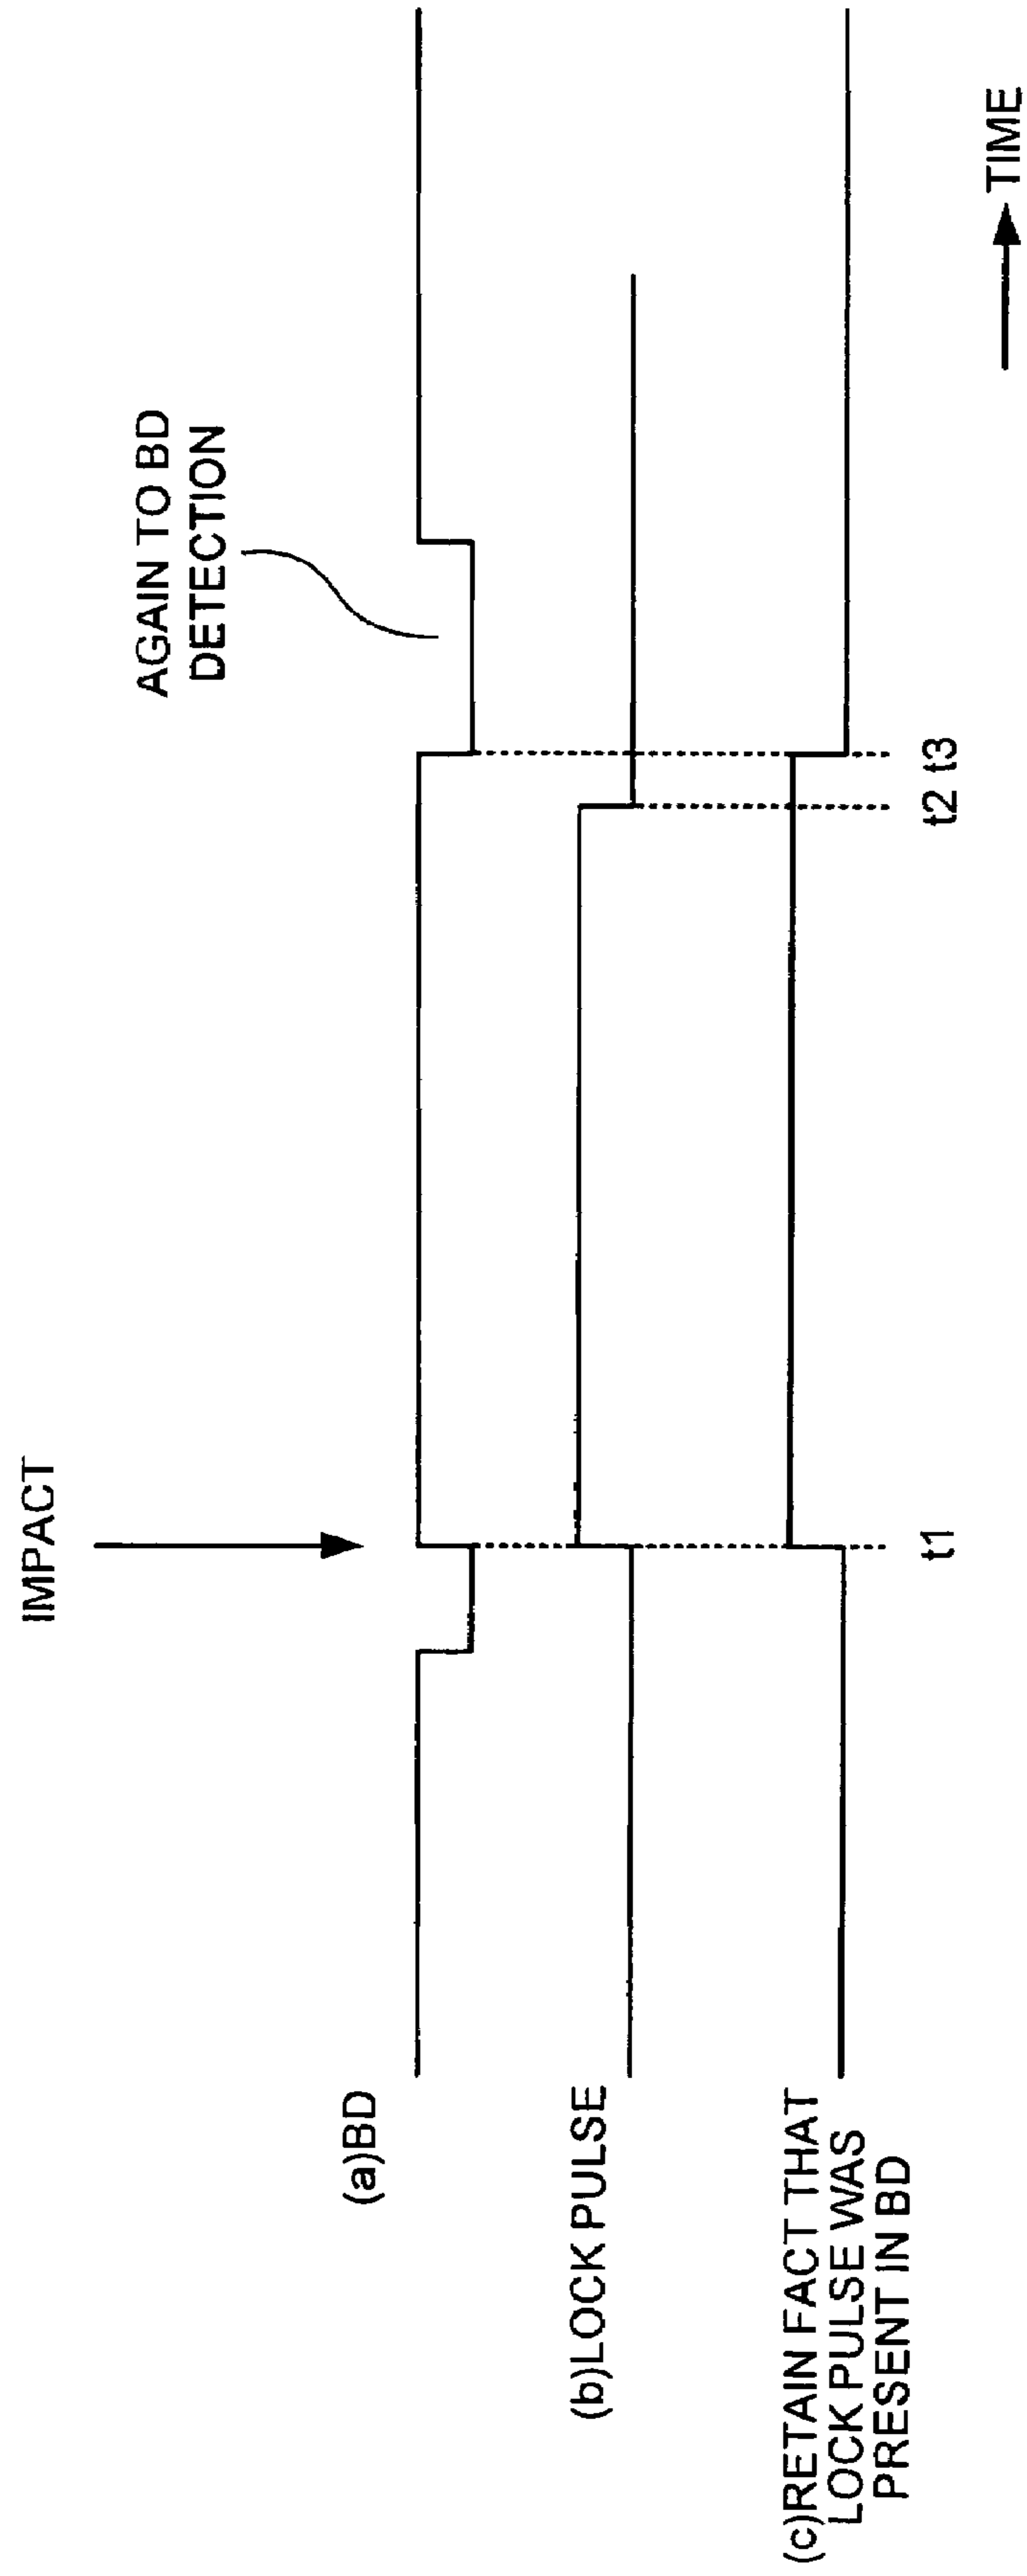 IMPACT
AGAIN TO BD
DETECTION
(a)BD
(b)LOCK PULSE
(c)RETAIN FACT THAT
LOCK PULSE WAS
PRESENT IN BD
t1
t2 t3
TIME